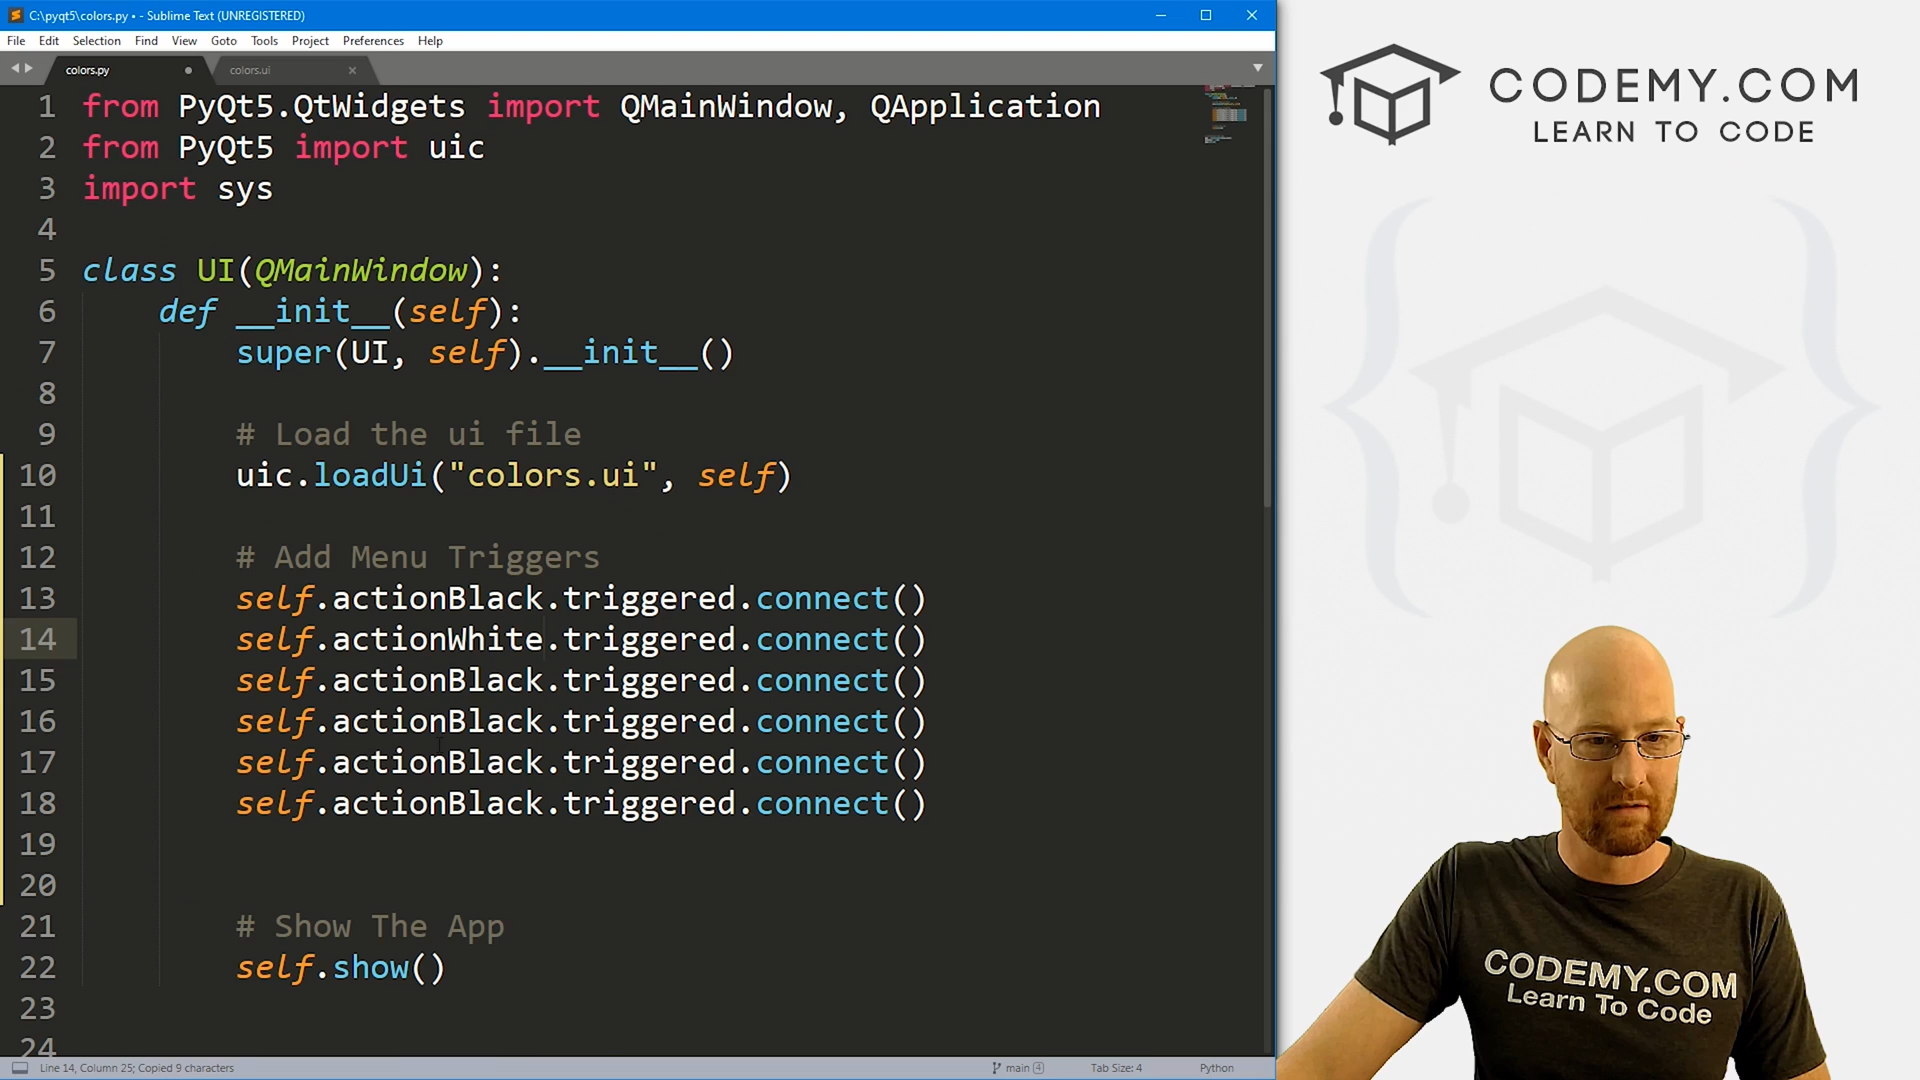 C:\pyqt5\colors.py • - Sublime Text (UNREGISTERED)
File Edit Selection Find View Goto Tools Project Preferences Help
colors.py colors.ui
1 from PyQt5.QtWidgets import QMainWindow, QApplication
2 from PyQt5 import uic
3 import sys
4
5 class UI(QMainWindow):
6 def __init__(self):
7 super(UI, self).__init__()
8
9 # Load the ui file
10 uic.loadUi("colors.ui", self)
11
12 # Add Menu Triggers
13 self.actionBlack.triggered.connect()
14 self.actionWhite.triggered.connect()
15 self.actionBlack.triggered.connect()
16 self.actionBlack.triggered.connect()
17 self.actionBlack.triggered.connect()
18 self.actionBlack.triggered.connect()
19
20
21 # Show The App
22 self.show()
23
24
Line 14, Column 25; Copied 9 characters main 4 Tab Size: 4 Python
CODEMY.COM
LEARN TO CODE
CODEMY.COM
Learn To Code